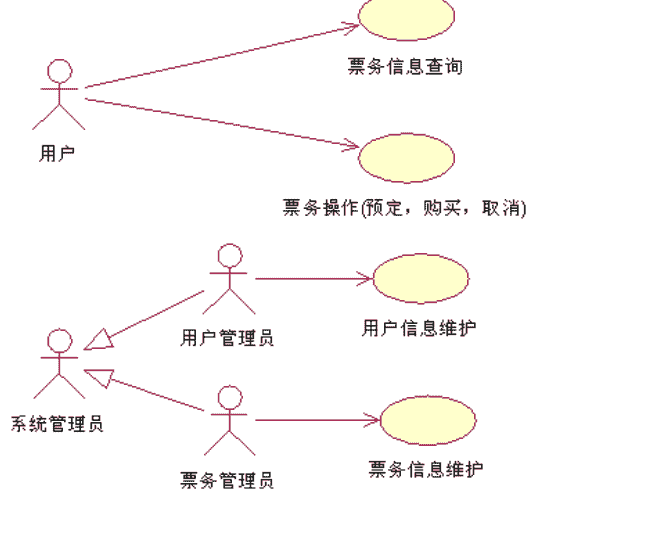 票务信息查询
用户
票务操作(预定，购买，取消)
用户管理员
用户信息维护
系统管理员
票务信息维护
票务管理员